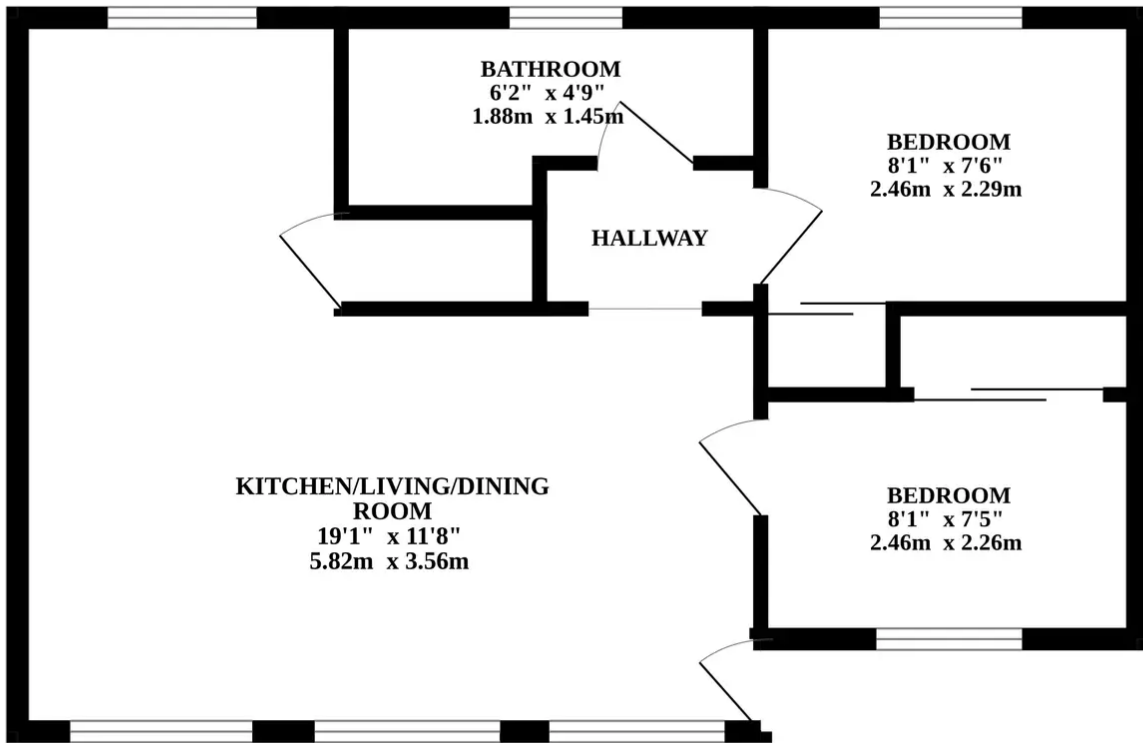 BATHROOM
6'2" x 4'9"
1.88m x 1.45m
BEDROOM
8'1" x 7'6"
2.46m x 2.29m
HALLWAY
KITCHEN/LIVING/DINING
ROOM
19'1" x 11'8"
5.82m x 3.56m
BEDROOM
8'1" x 7'5"
2.46m x 2.26m